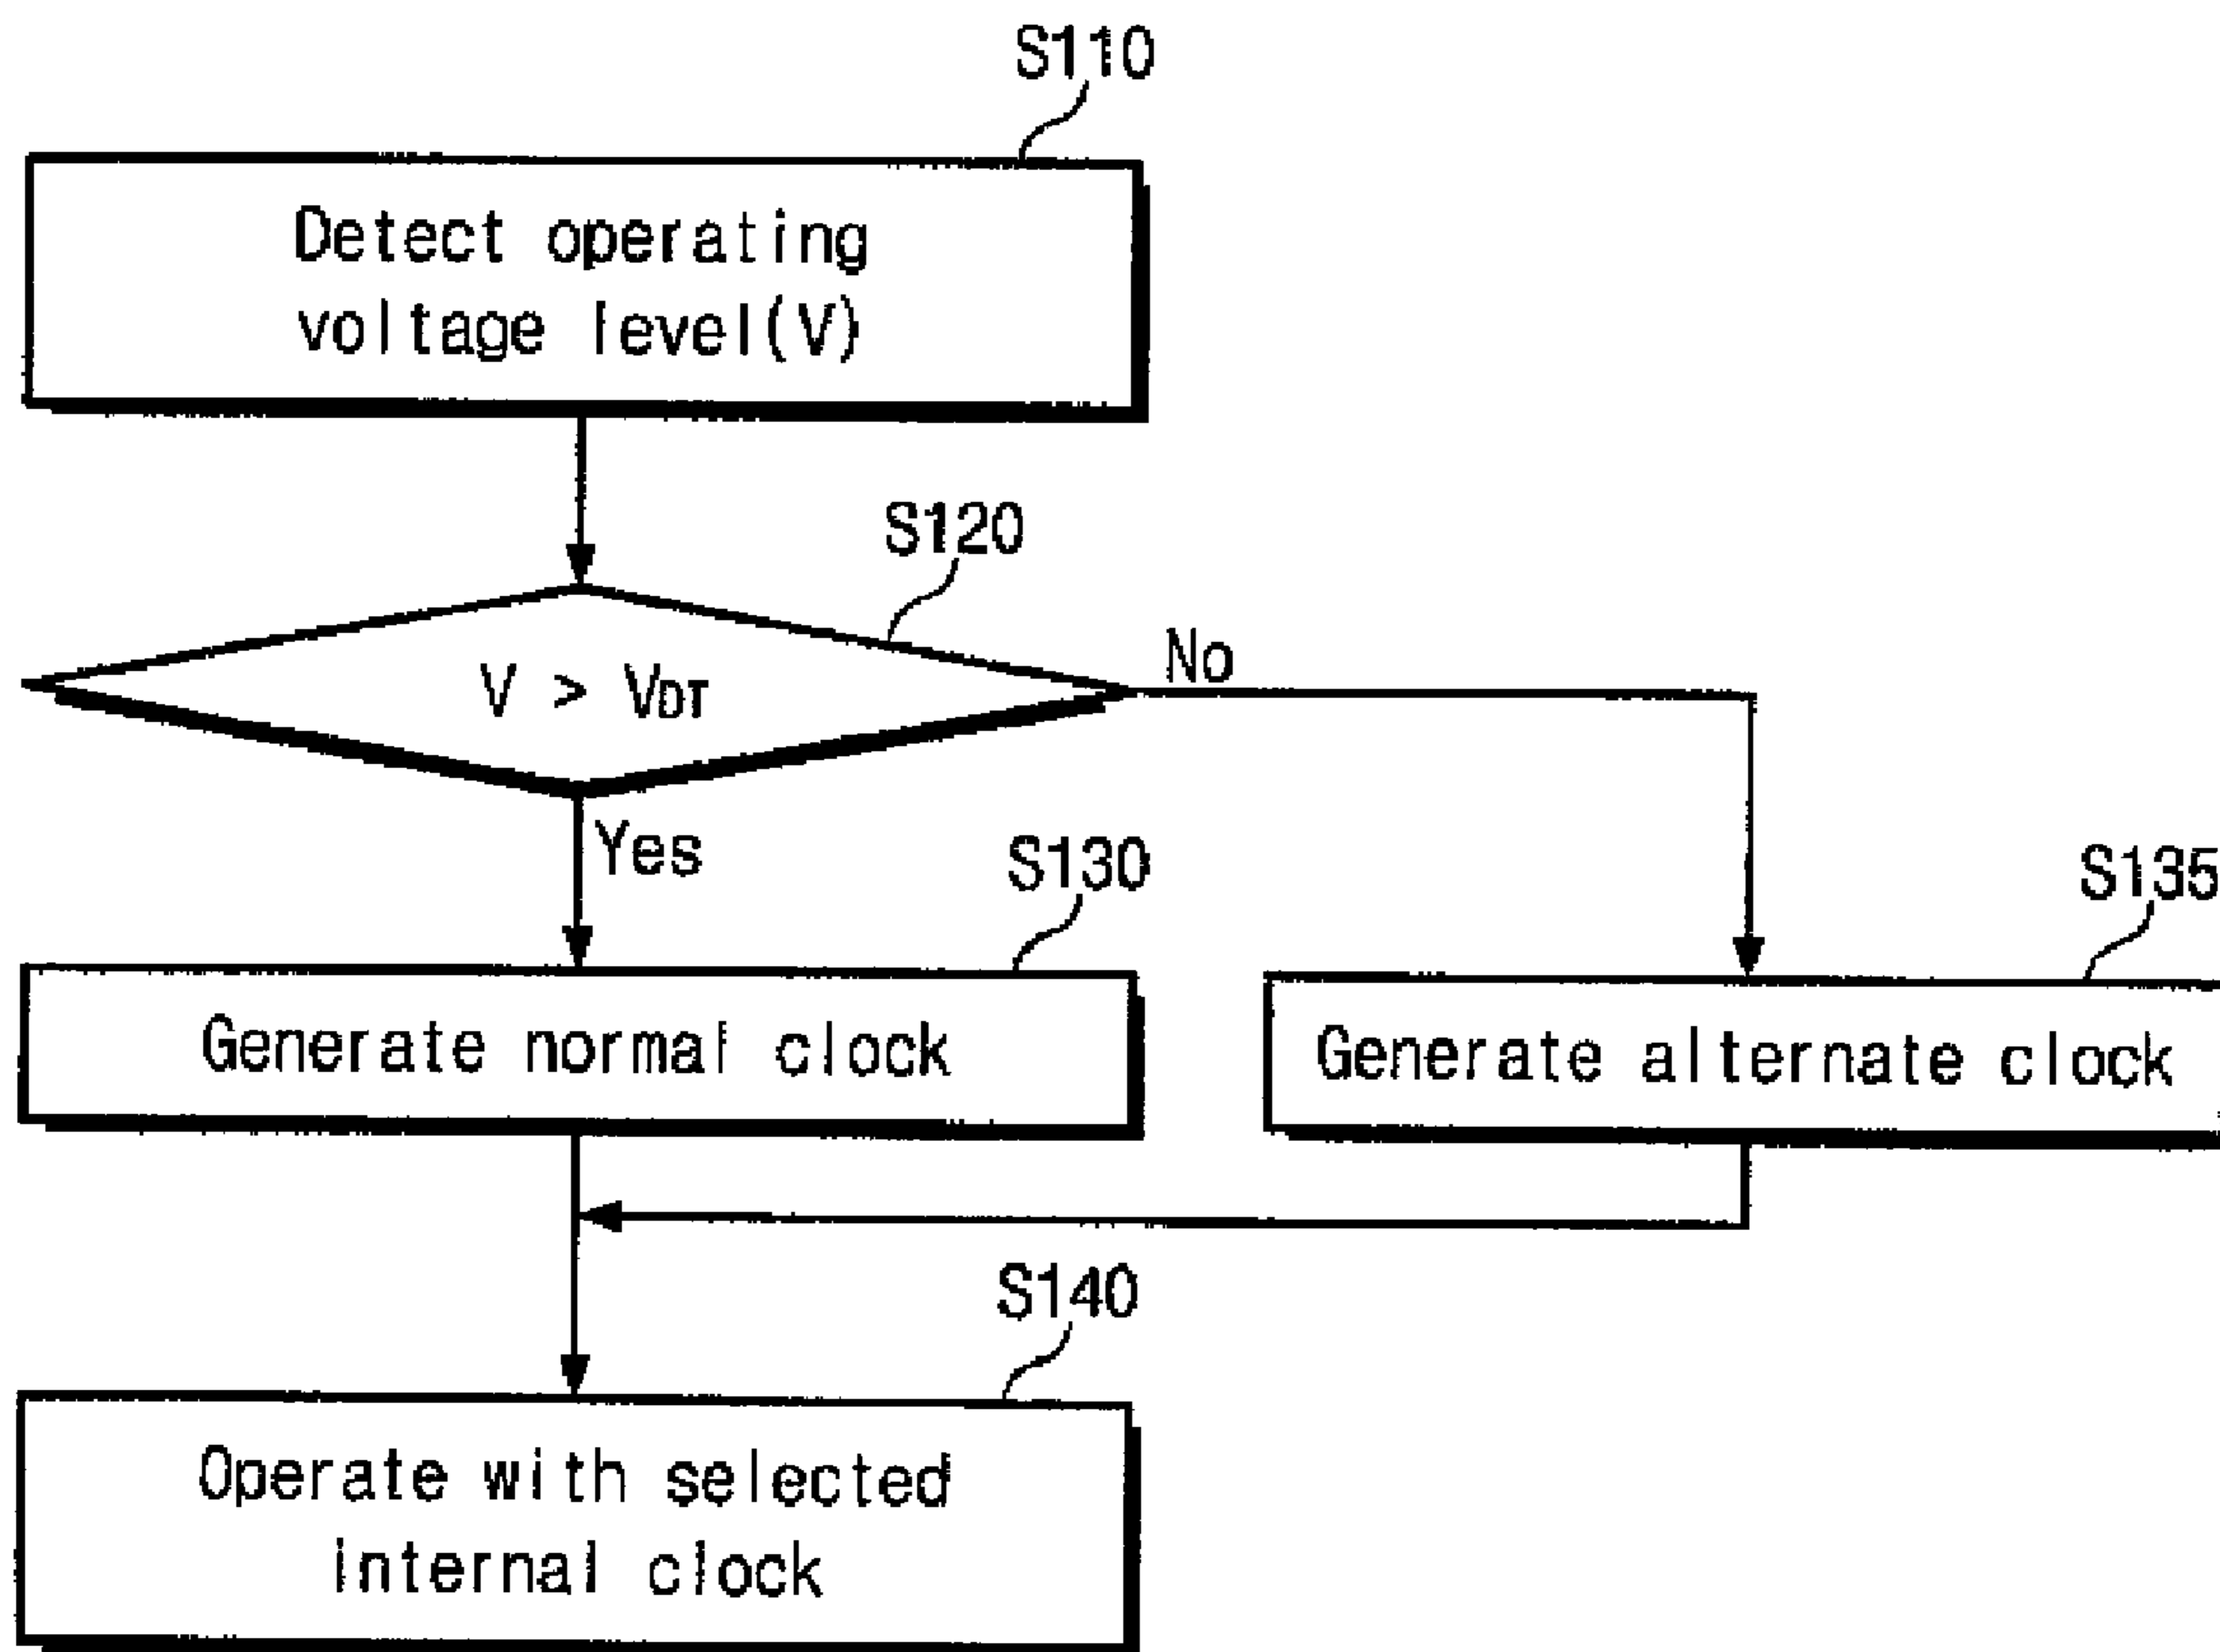 S110
Detect operating
voltage level(V)
S120
V > VDT
No
Yes
S130
S135
Generate normal clock
Generate alternate clock
S140
Operate with selected
internal clock